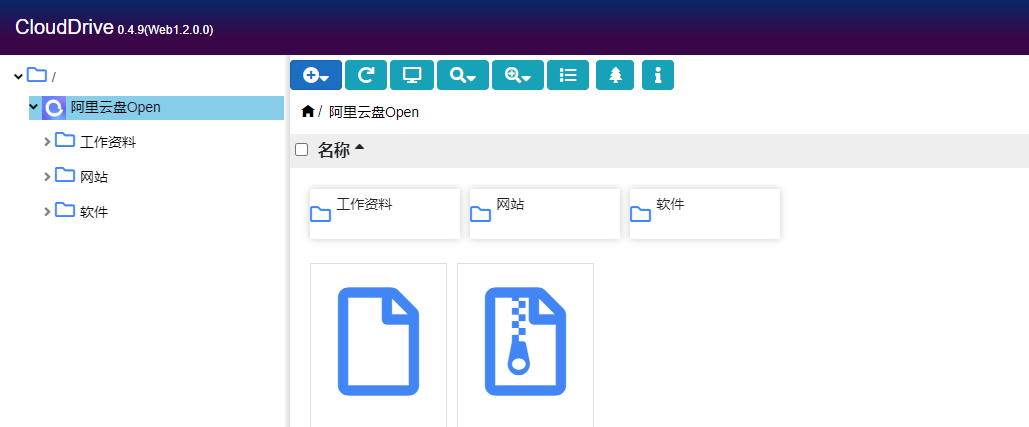 CloudDrive 0.4.9(Web1.2.0.0)
/
阿里云盘Open
工作资料
网站
软件
/ 阿里云盘Open
名称
工作资料 网站 软件